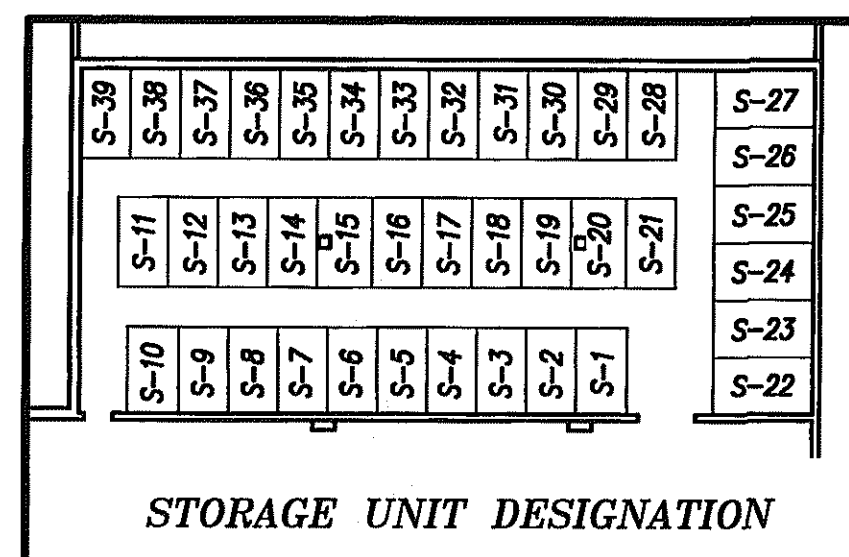 S-39 S-38 S-37 S-36 S-35 S-34 S-33 S-32 S-31 S-30 S-29 S-28
S-27
S-26
S-11 S-12 S-13 S-14 S-15 S-16 S-17 S-18 S-19 S-20 S-21
S-25
S-24
S-10 S-9 S-8 S-7 S-6 S-5 S-4 S-3 S-2 S-1
S-23
S-22
STORAGE UNIT DESIGNATION